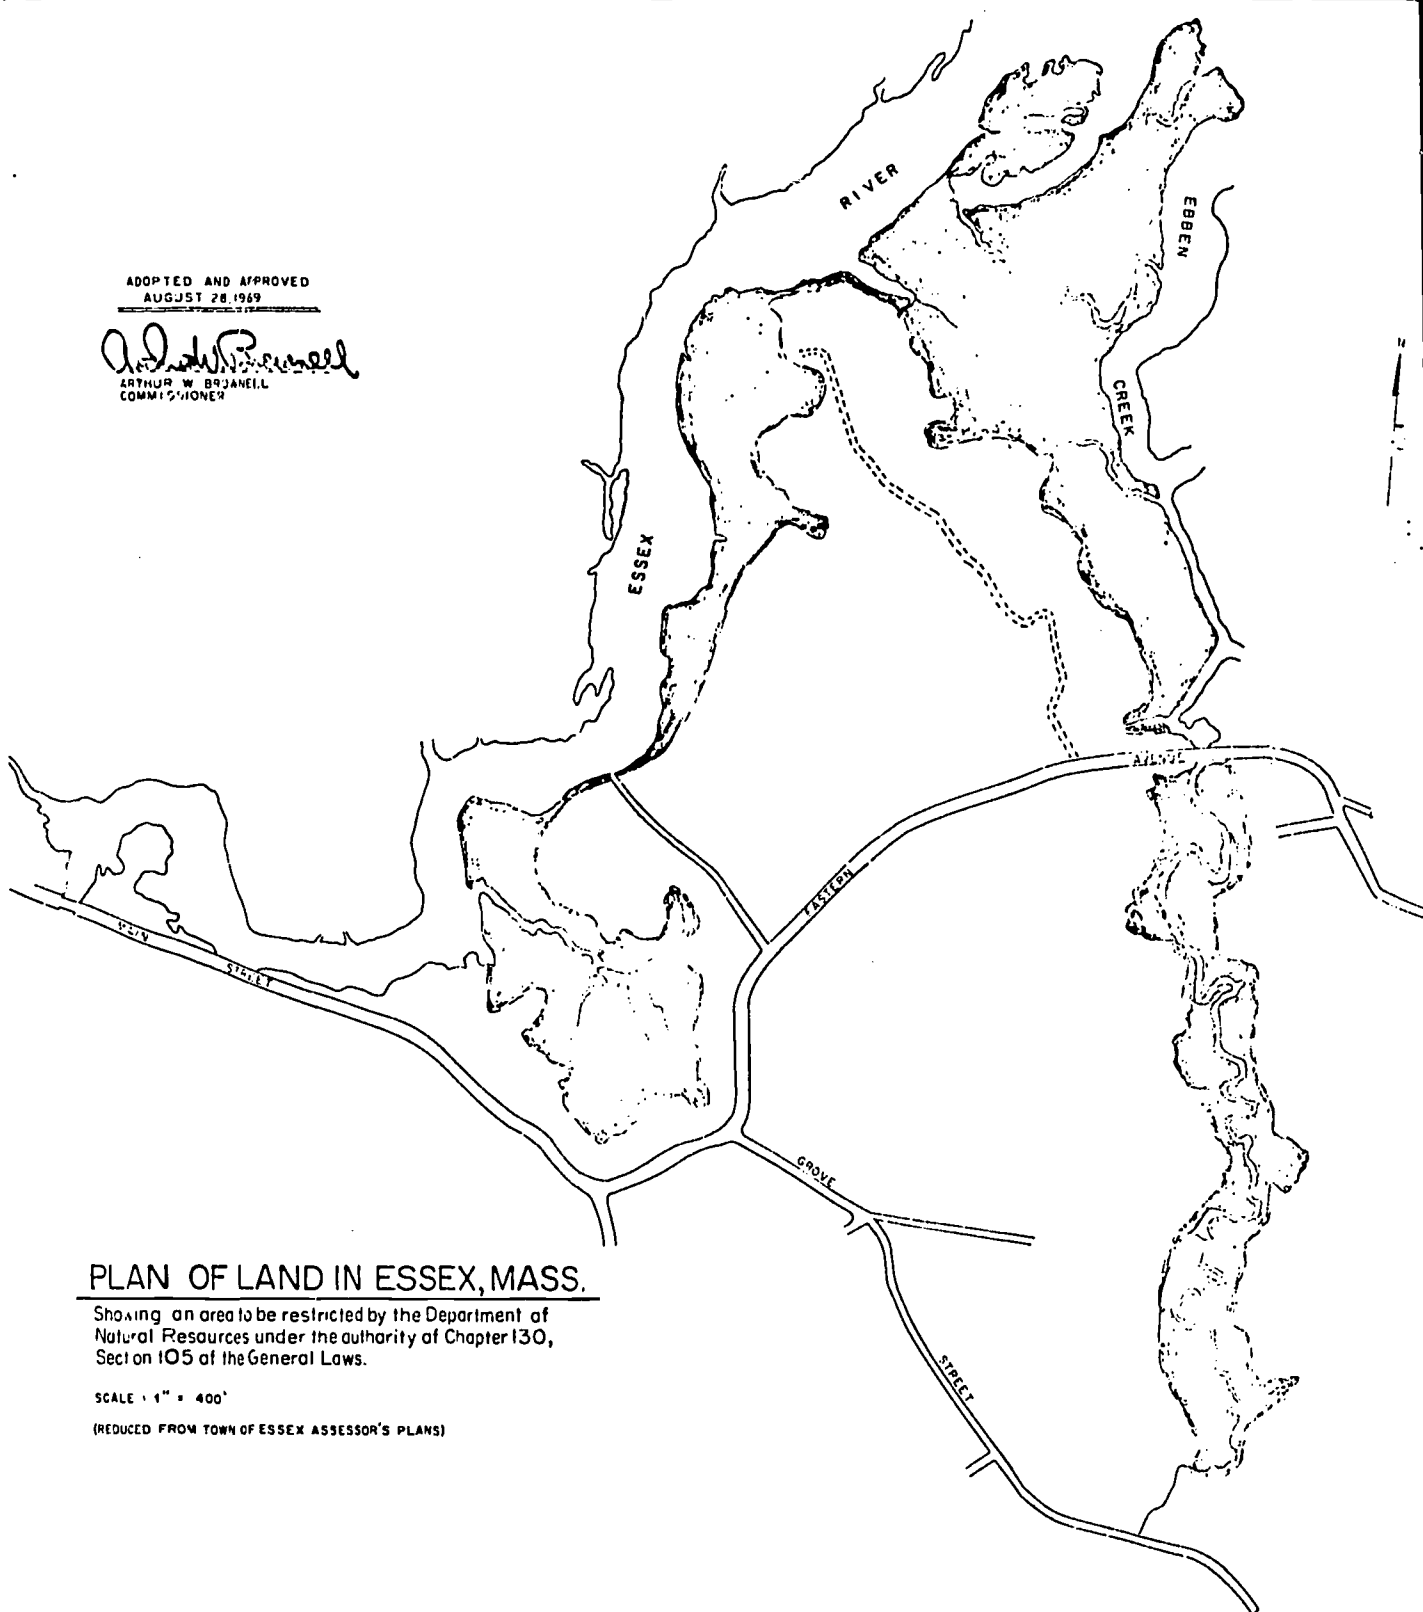 RIVER
EBBEN
ADOPTED AND APPROVED
AUGUST 28, 1969
ARTHUR W BROWNELL
COMMISSIONER
CREEK
ESSEX
AVENUE
EASTERN
MAIN
STREET
GROVE
PLAN OF LAND IN ESSEX, MASS.
Showing an area to be restricted by the Department of
Natural Resources under the authority of Chapter 130,
Section 105 of the General Laws.
STREET
SCALE : 1" = 400'
(REDUCED FROM TOWN OF ESSEX ASSESSOR'S PLANS)